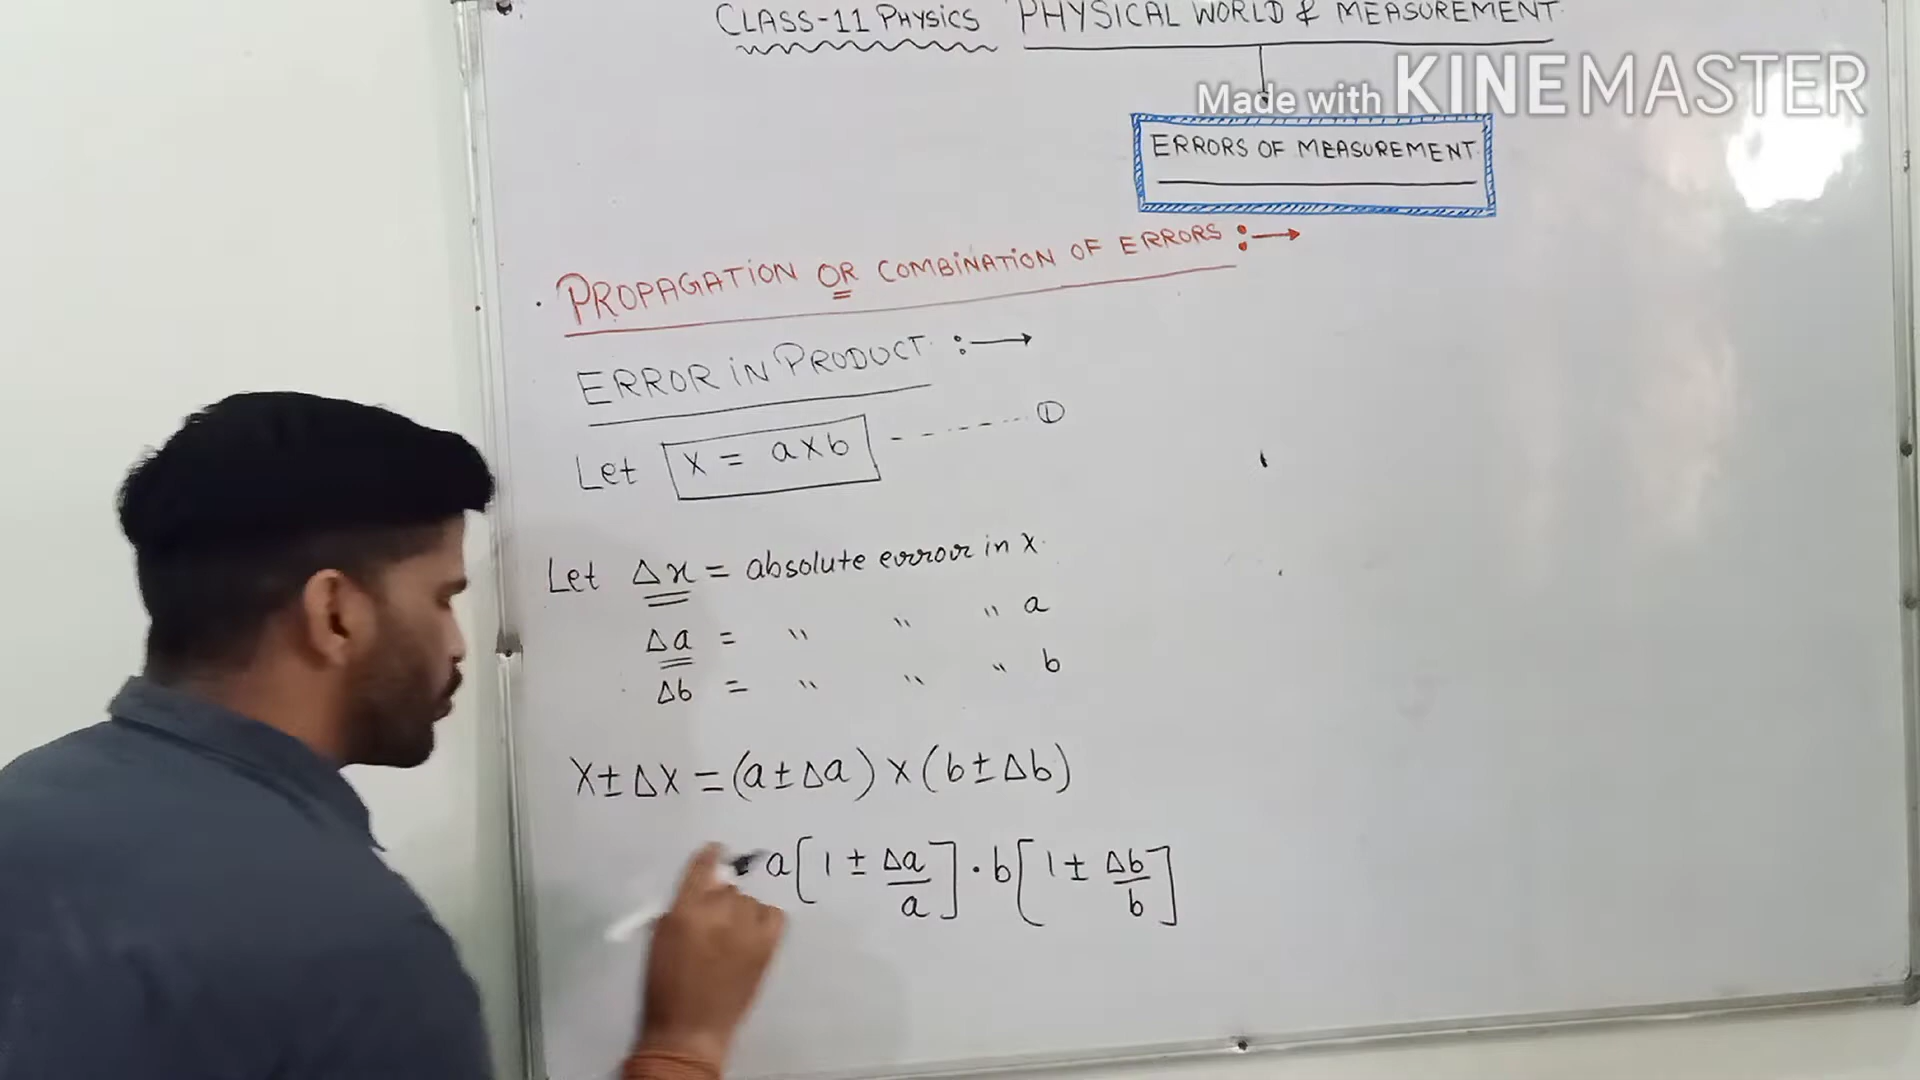 CLASS-11 PHYSICS PHYSICAL WORLD & MEASUREMENT
Made with KINEMASTER
ERRORS OF MEASUREMENT
PROPAGATION OR COMBINATION OF ERRORS :→
ERROR IN PRODUCT :→
Let x = a×b ------ ①
Let Δx = absolute error in x.
Δa = " " " a
Δb = " " " b
X±ΔX = (a±Δa) × (b±Δb)
= a[1 ± Δa/a] · b[1 ± Δb/b]